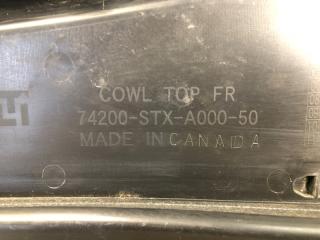 COWL TOP FR
74200-STX-A000-50
MADE IN CANADA